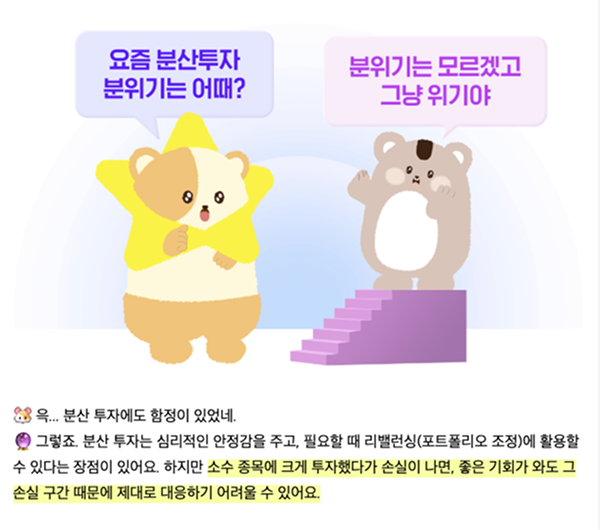 요즘 분산투자
분위기는 어때?
분위기는 모르겠고
그냥 위기야
🐹 윽... 분산 투자에도 함정이 있었네.
🔮 그렇죠. 분산 투자는 심리적인 안정감을 주고, 필요할 때 리밸런싱(포트폴리오 조정)에 활용할
수 있다는 장점이 있어요. 하지만 소수 종목에 크게 투자했다가 손실이 나면, 좋은 기회가 와도 그
손실 구간 때문에 제대로 대응하기 어려울 수 있어요.